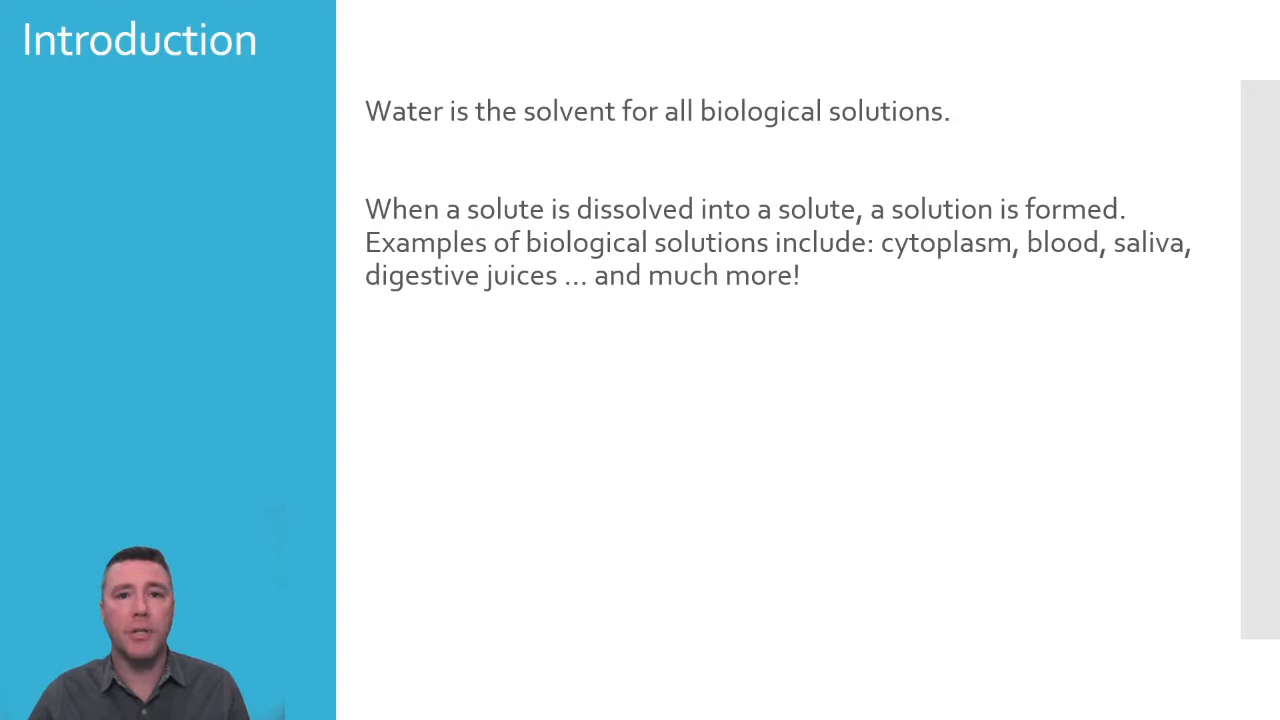 Introduction
Water is the solvent for all biological solutions.
When a solute is dissolved into a solute, a solution is formed.
Examples of biological solutions include: cytoplasm, blood, saliva,
digestive juices ... and much more!